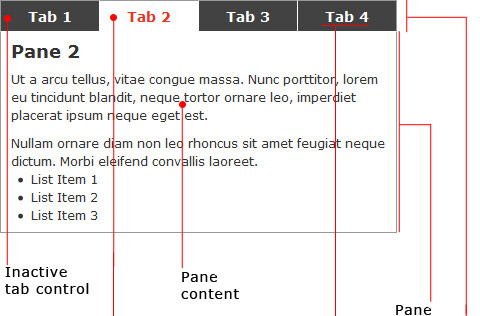 Tab 1 Tab 2 Tab 3 Tab 4
Pane 2
Ut a arcu tellus, vitae congue massa. Nunc porttitor, lorem
eu tincidunt blandit, neque tortor ornare leo, imperdiet
placerat ipsum neque eget est.
Nullam ornare diam non leo rhoncus sit amet feugiat neque
dictum. Morbi eleifend convallis laoreet.
List Item 1
List Item 2
List Item 3
Inactive
tab control
Pane
content
Pane